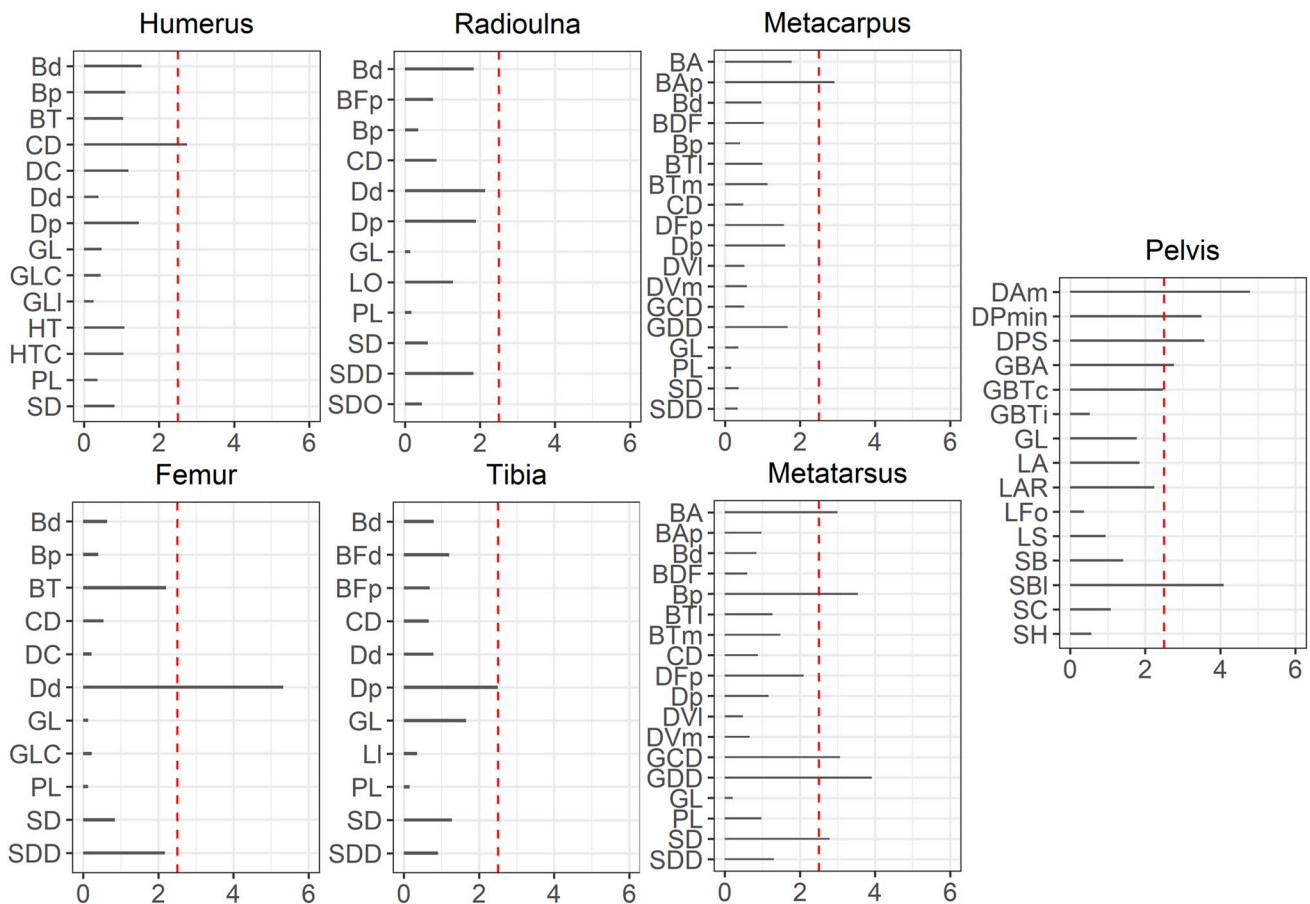 Humerus
Bd
Bp
BT
CD
DC
Dd
Dp
GL
GLC
GLI
HT
HTC
PL
SD
0 2 4 6
Radioulna
Bd
BFp
Bp
CD
Dd
Dp
GL
LO
PL
SD
SDD
SDO
0 2 4 6
Metacarpus
BA
BAp
Bd
BDF
Bp
BTl
BTm
CD
DFp
Dp
DVl
DVm
GCD
GDD
GL
PL
SD
SDD
0 2 4 6
Femur
Bd
Bp
BT
CD
DC
Dd
GL
GLC
PL
SD
SDD
0 2 4 6
Tibia
Bd
BFd
BFp
CD
Dd
Dp
GL
Ll
PL
SD
SDD
0 2 4 6
Metatarsus
BA
BAp
Bd
BDF
Bp
BTl
BTm
CD
DFp
Dp
DVl
DVm
GCD
GDD
GL
PL
SD
SDD
0 2 4 6
Pelvis
DAm
DPmin
DPS
GBA
GBTc
GBTi
GL
LA
LAR
LFo
LS
SB
SBI
SC
SH
0 2 4 6